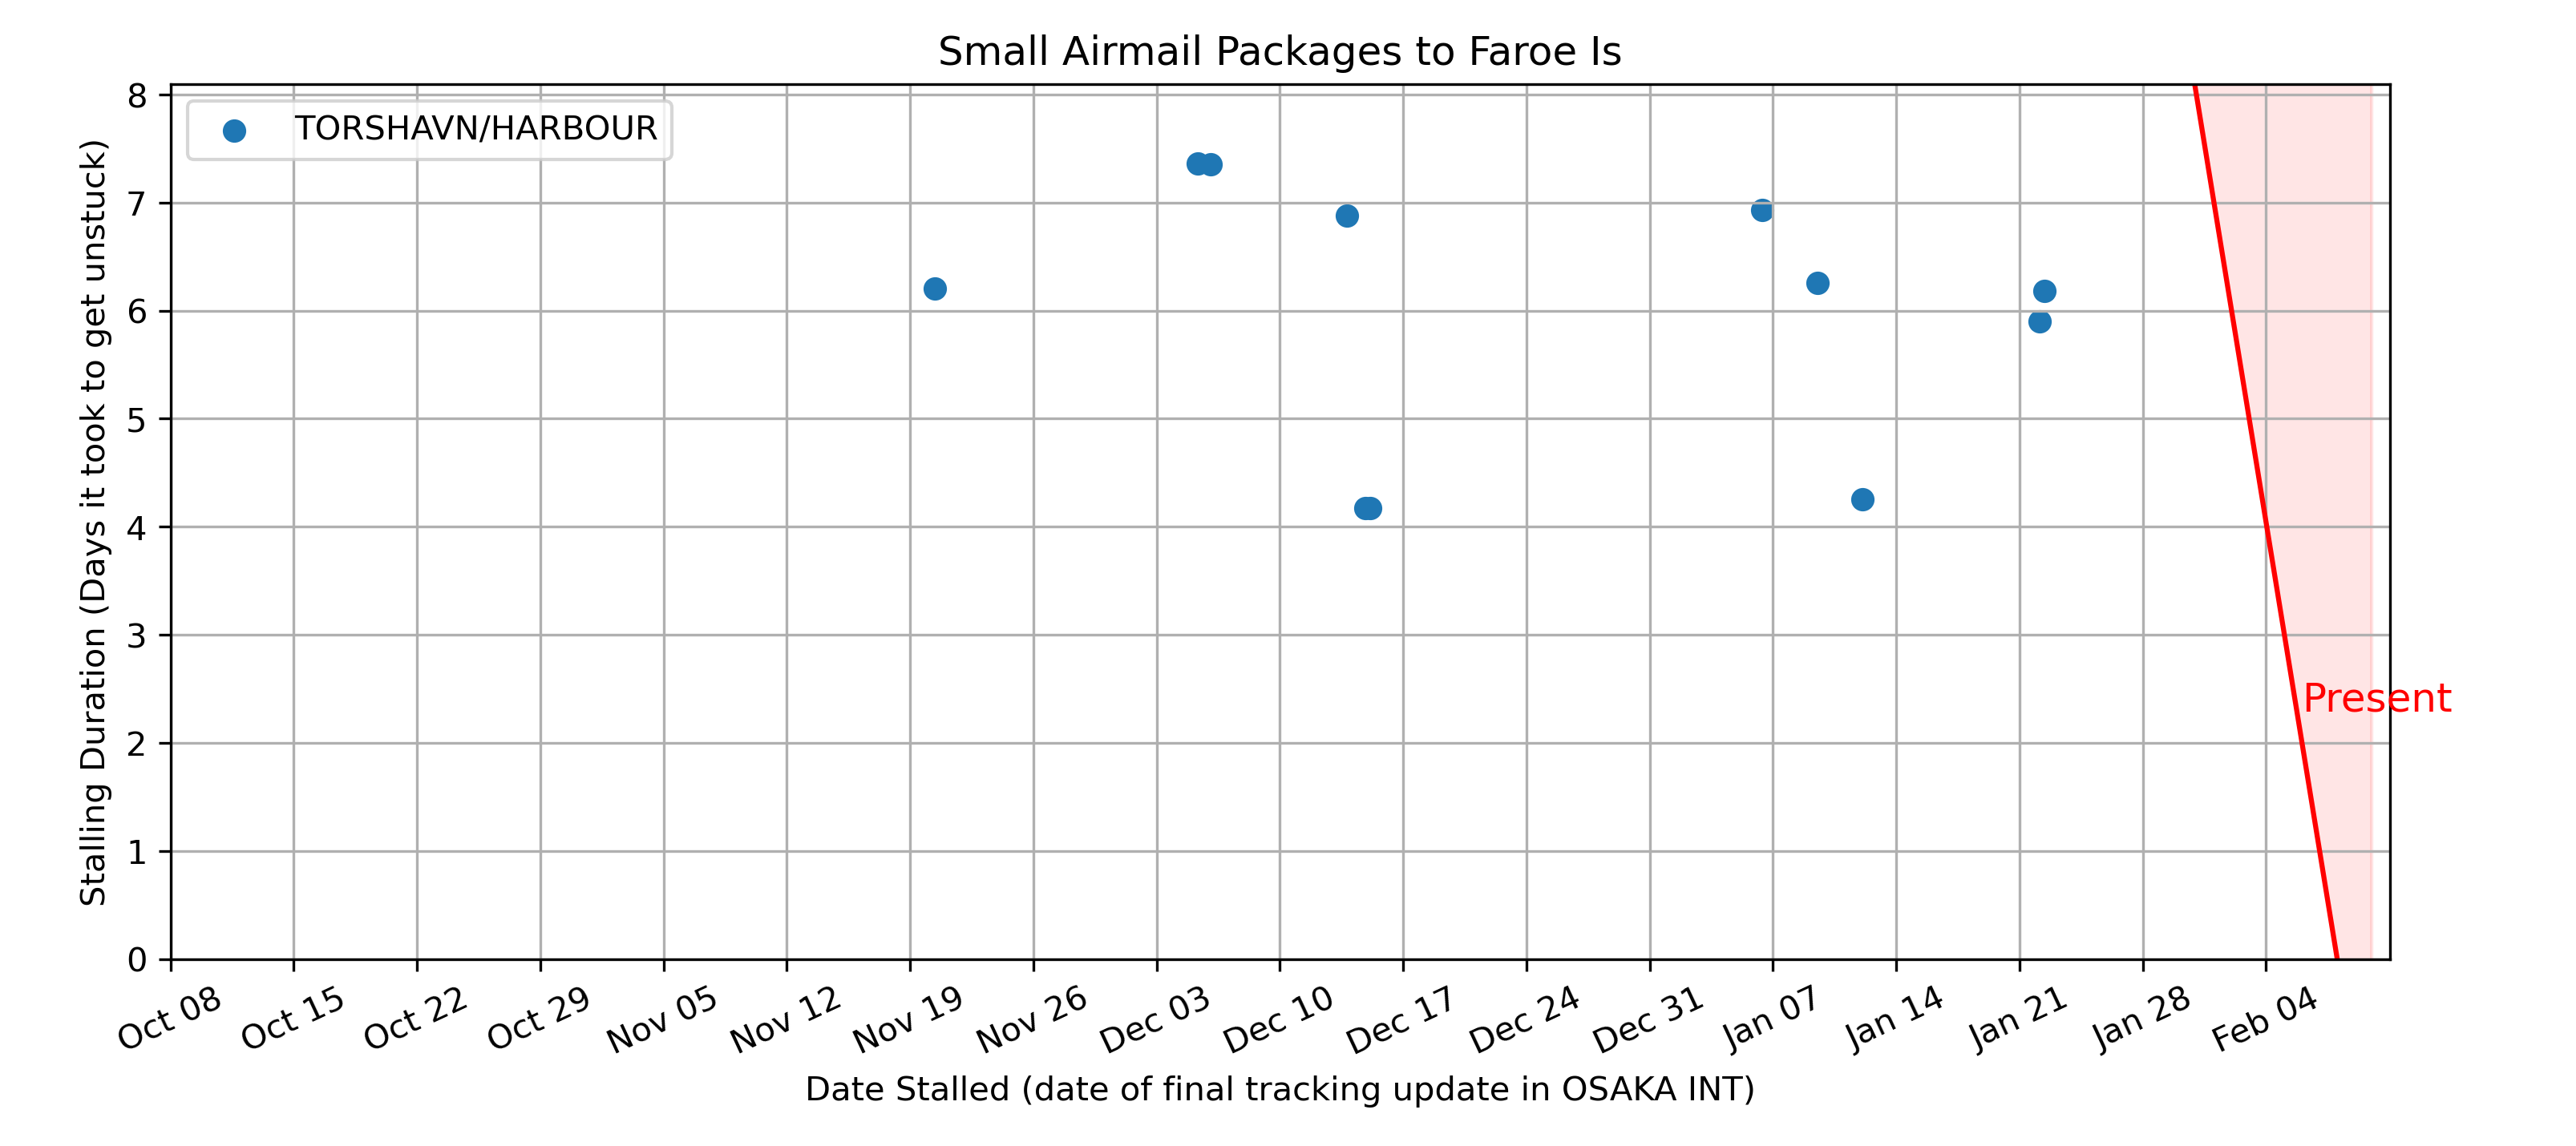 Small Airmail Packages to Faroe Is
TORSHAVN/HARBOUR
Stalling Duration (Days it took to get unstuck)
8
7
6
5
4
3
2
1
0
Present
Oct 08
Oct 15
Oct 22
Oct 29
Nov 05
Nov 12
Nov 19
Nov 26
Dec 03
Dec 10
Dec 17
Dec 24
Dec 31
Jan 07
Jan 14
Jan 21
Jan 28
Feb 04
Date Stalled (date of final tracking update in OSAKA INT)